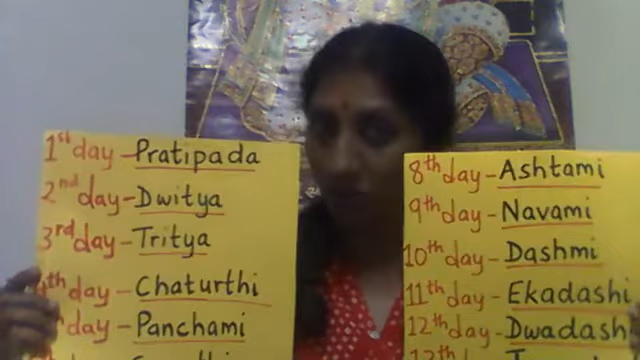 1st day - Pratipada
2nd day - Dwitya
3rd day - Tritya
4th day - Chaturthi
day - Panchami
8th day - Ashtami
9th day - Navami
10th day - Dashmi
11th day - Ekadashi
12th day - Dwadash